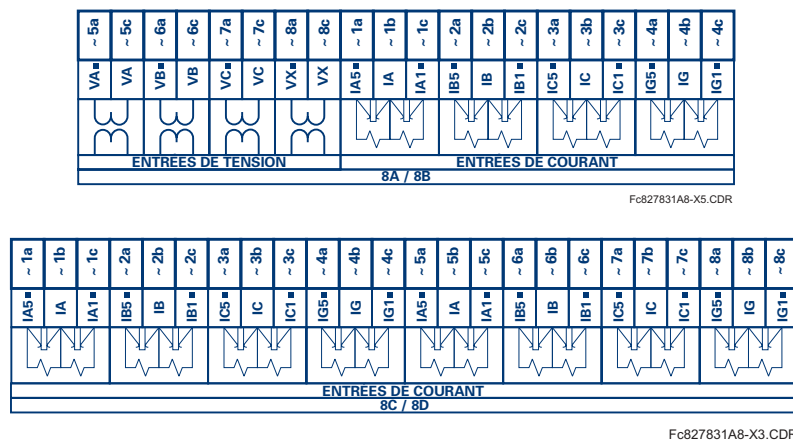 ~ 5a ~ 5c ~ 6a ~ 6c ~ 7a ~ 7c ~ 8a ~ 8c ~ 1a ~ 1b ~ 1c ~ 2a ~ 2b ~ 2c ~ 3a ~ 3b ~ 3c ~ 4a ~ 4b ~ 4c
VA■ VA VB■ VB VC■ VC VX■ VX IA5■ IA IA1■ IB5■ IB IB1■ IC5■ IC IC1■ IG5■ IG IG1■
ENTRÉES DE TENSION ENTRÉES DE COURANT
8A / 8B
Fc827831A8-X5.CDR
~ 1a ~ 1b ~ 1c ~ 2a ~ 2b ~ 2c ~ 3a ~ 3b ~ 3c ~ 4a ~ 4b ~ 4c ~ 5a ~ 5b ~ 5c ~ 6a ~ 6b ~ 6c ~ 7a ~ 7b ~ 7c ~ 8a ~ 8b ~ 8c
IA5■ IA IA1■ IB5■ IB IB1■ IC5■ IC IC1■ IG5■ IG IG1■ IA5■ IA IA1■ IB5■ IB IB1■ IC5■ IC IC1■ IG5■ IG IG1■
ENTRÉES DE COURANT
8C / 8D
Fc827831A8-X3.CDR